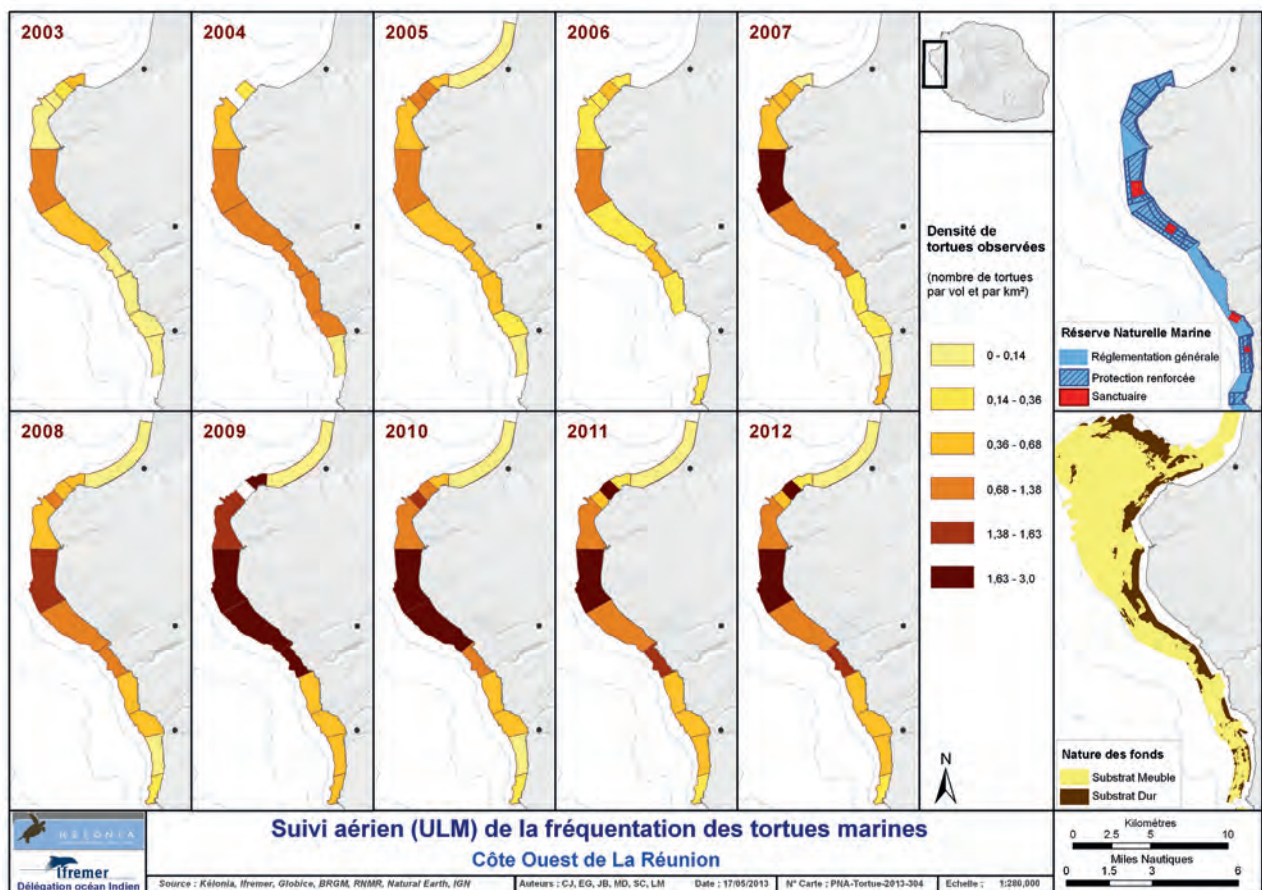 2003
2004
2005
2006
2007
Densité de
tortues observées
(nombre de tortues
par vol et par km²)
0 - 0,14
0,14 - 0,36
0,36 - 0,68
0,68 - 1,38
1,38 - 1,63
1,63 - 3,0
N
Réserve Naturelle Marine
Réglementation générale
Protection renforcée
Sanctuaire
2008
2009
2010
2011
2012
Nature des fonds
Substrat Meuble
Substrat Dur
KELONIA
Ifremer
Délégation océan Indien
Suivi aérien (ULM) de la fréquentation des tortues marines
Côte Ouest de La Réunion
Source : Kélonia, Ifremer, Globice, BRGM, RNMR, Natural Earth, IGN
Auteurs : CJ, EG, JB, MD, SC, LM
Date : 17/05/2013
N° Carte : PNA-Tortue-2013-304
Echelle : 1:280,000
Kilomètres
0 2.5 5 10
Miles Nautiques
0 1.5 3 6